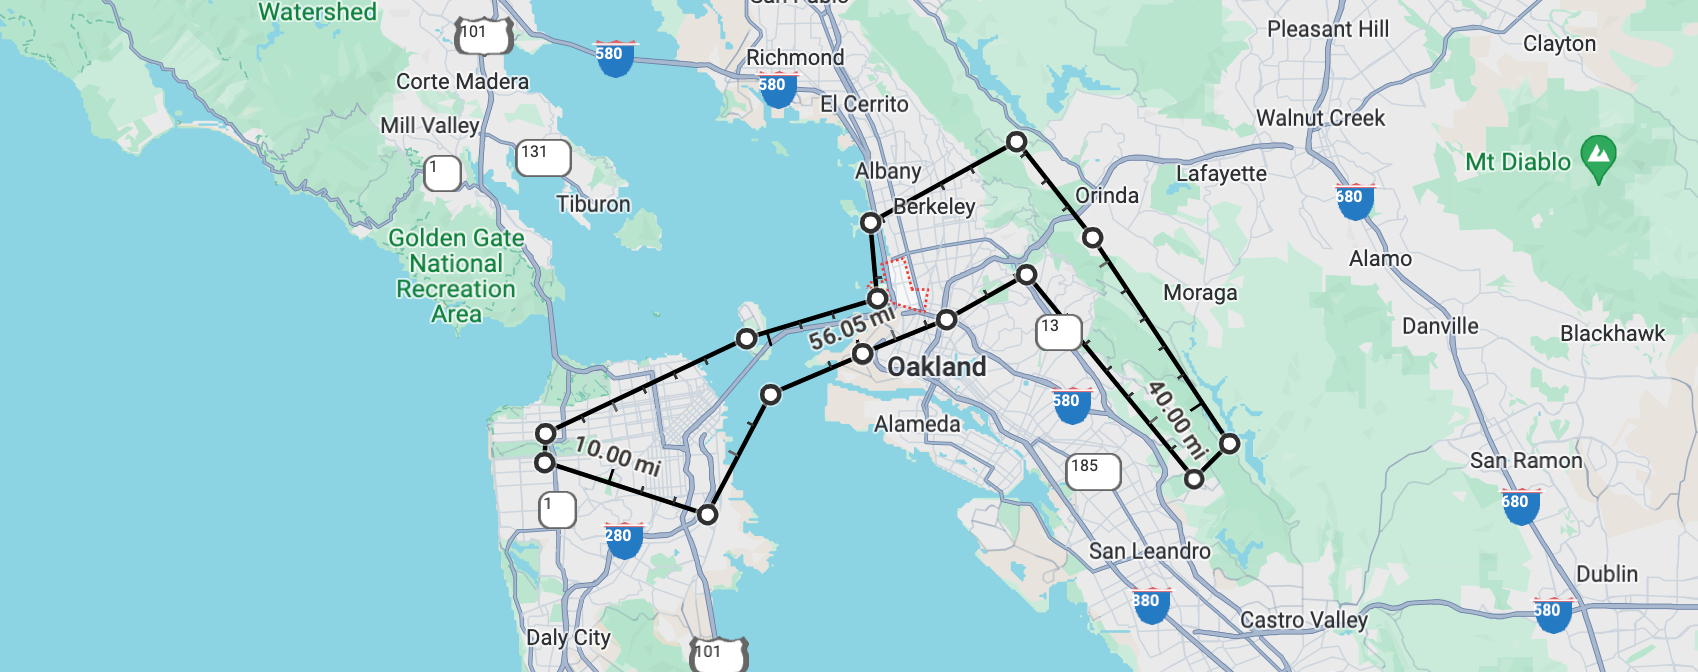 Watershed
San Pablo
101
580
Richmond
580
Pleasant Hill
Clayton
Corte Madera
El Cerrito
Walnut Creek
Mill Valley
131
1
Albany
Lafayette
Mt Diablo
Tiburon
Berkeley
Orinda
680
Golden Gate
National
Recreation
Area
Alamo
Moraga
56.05 mi
13
Danville
Blackhawk
Oakland
580
40.00 mi
Alameda
10.00 mi
185
San Ramon
1
280
680
San Leandro
Dublin
880
580
Castro Valley
Daly City
101